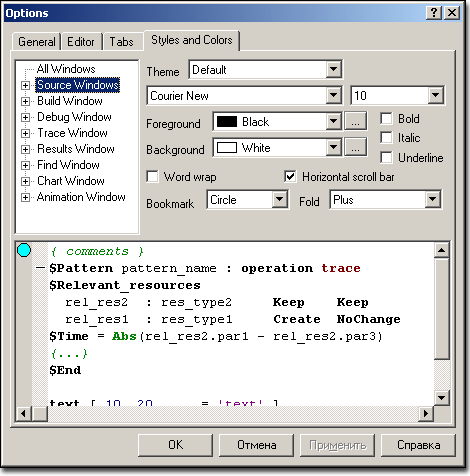 Options
General Editor Tabs Styles and Colors
All Windows
Source Windows
Build Window
Debug Window
Trace Window
Results Window
Find Window
Chart Window
Animation Window
Theme Default
Courier New 10
Foreground Black ... Bold
Italic
Background White ... Underline
Word wrap Horizontal scroll bar
Bookmark Circle Fold Plus
{ comments }
$Pattern pattern_name : operation trace
$Relevant_resources
rel_res2 : res_type2 Keep Keep
rel_res1 : res_type1 Create NoChange
$Time = Abs(rel_res2.par1 - rel_res2.par3)
{...}
$End
text [ 10, 20, = 'text' ]
OK Отмена Применить Справка